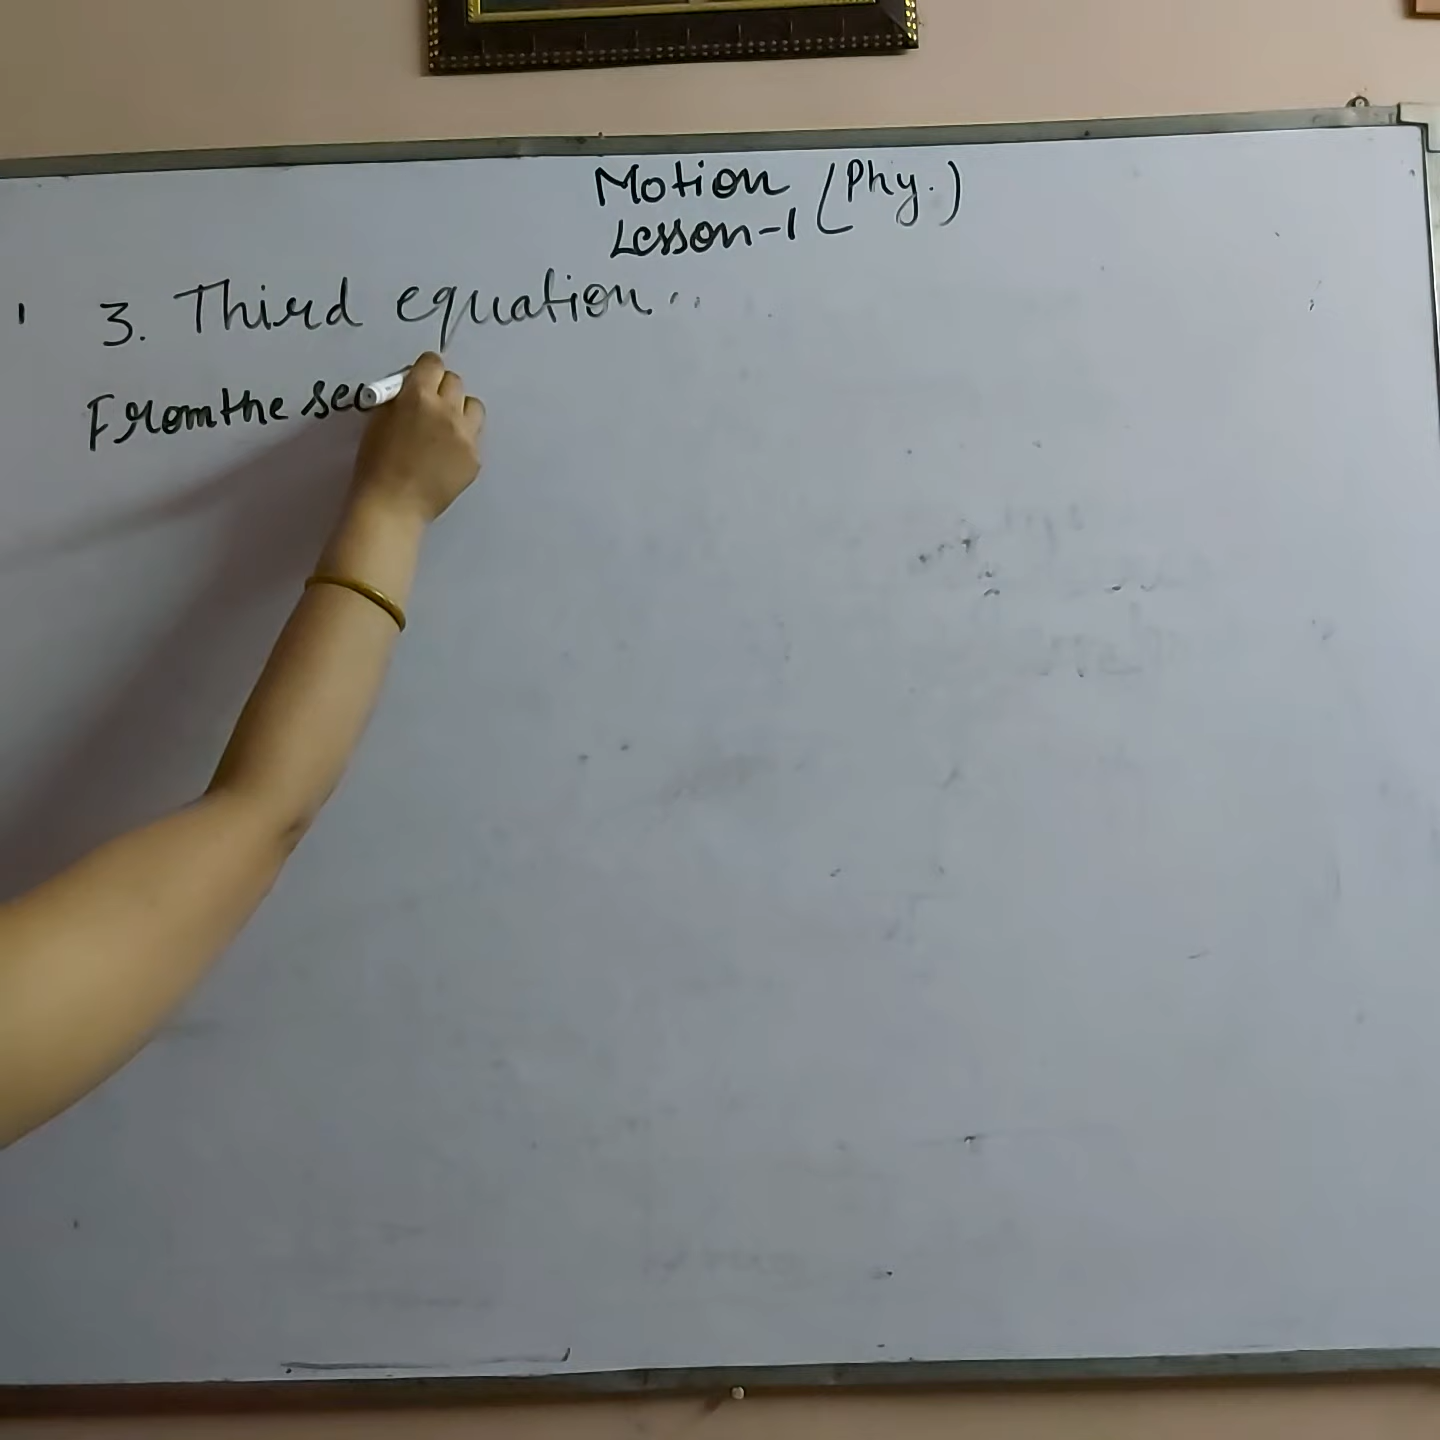 Motion (Phy.)
Lesson-1
3. Third equation..
From the sec